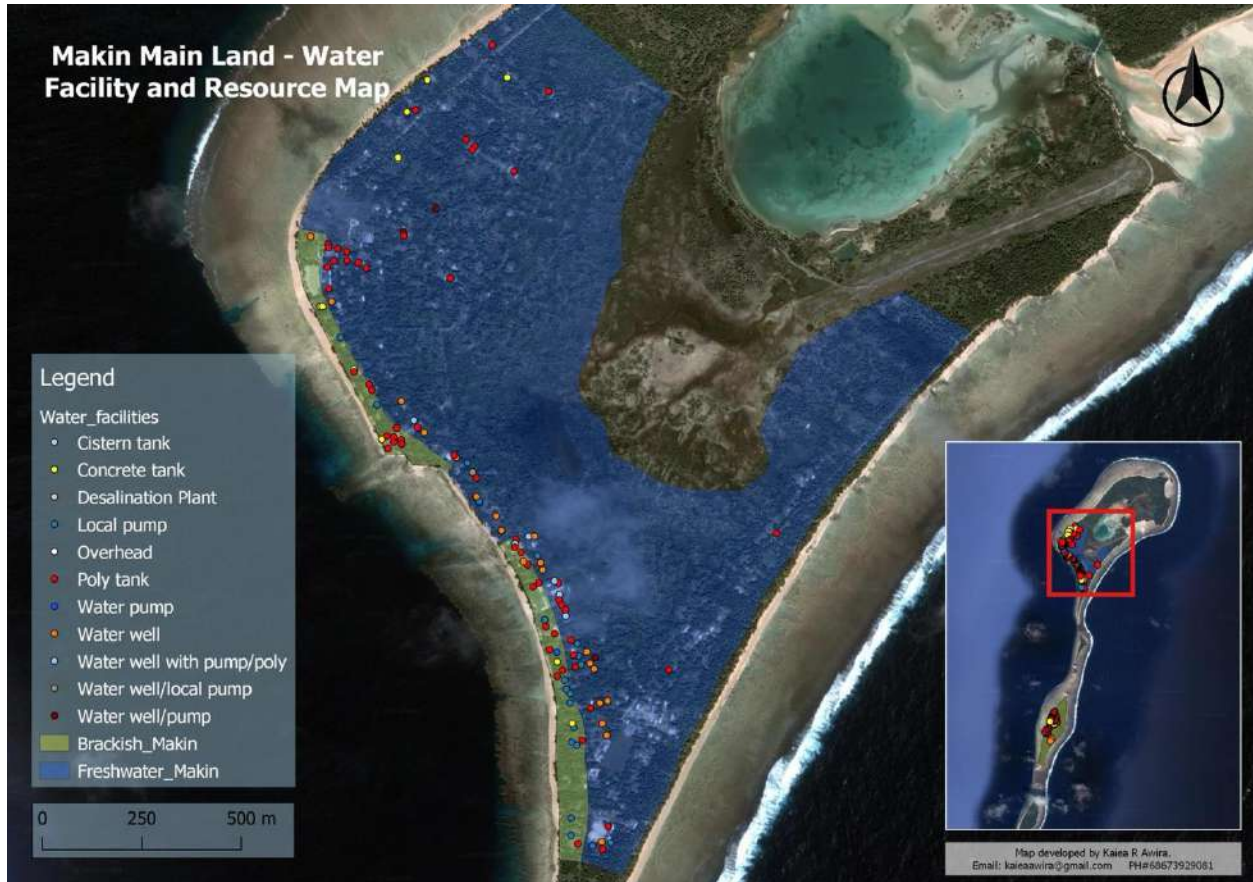 Makin Main Land - Water
Facility and Resource Map
Legend
Water_facilities
Cistern tank
Concrete tank
Desalination Plant
Local pump
Overhead
Poly tank
Water pump
Water well
Water well with pump/poly
Water well/local pump
Water well/pump
Brackish_Makin
Freshwater_Makin
0 250 500 m
Map developed by Kaiea R Awira.
Email: kaieaawira@gmail.com PH#68673929081